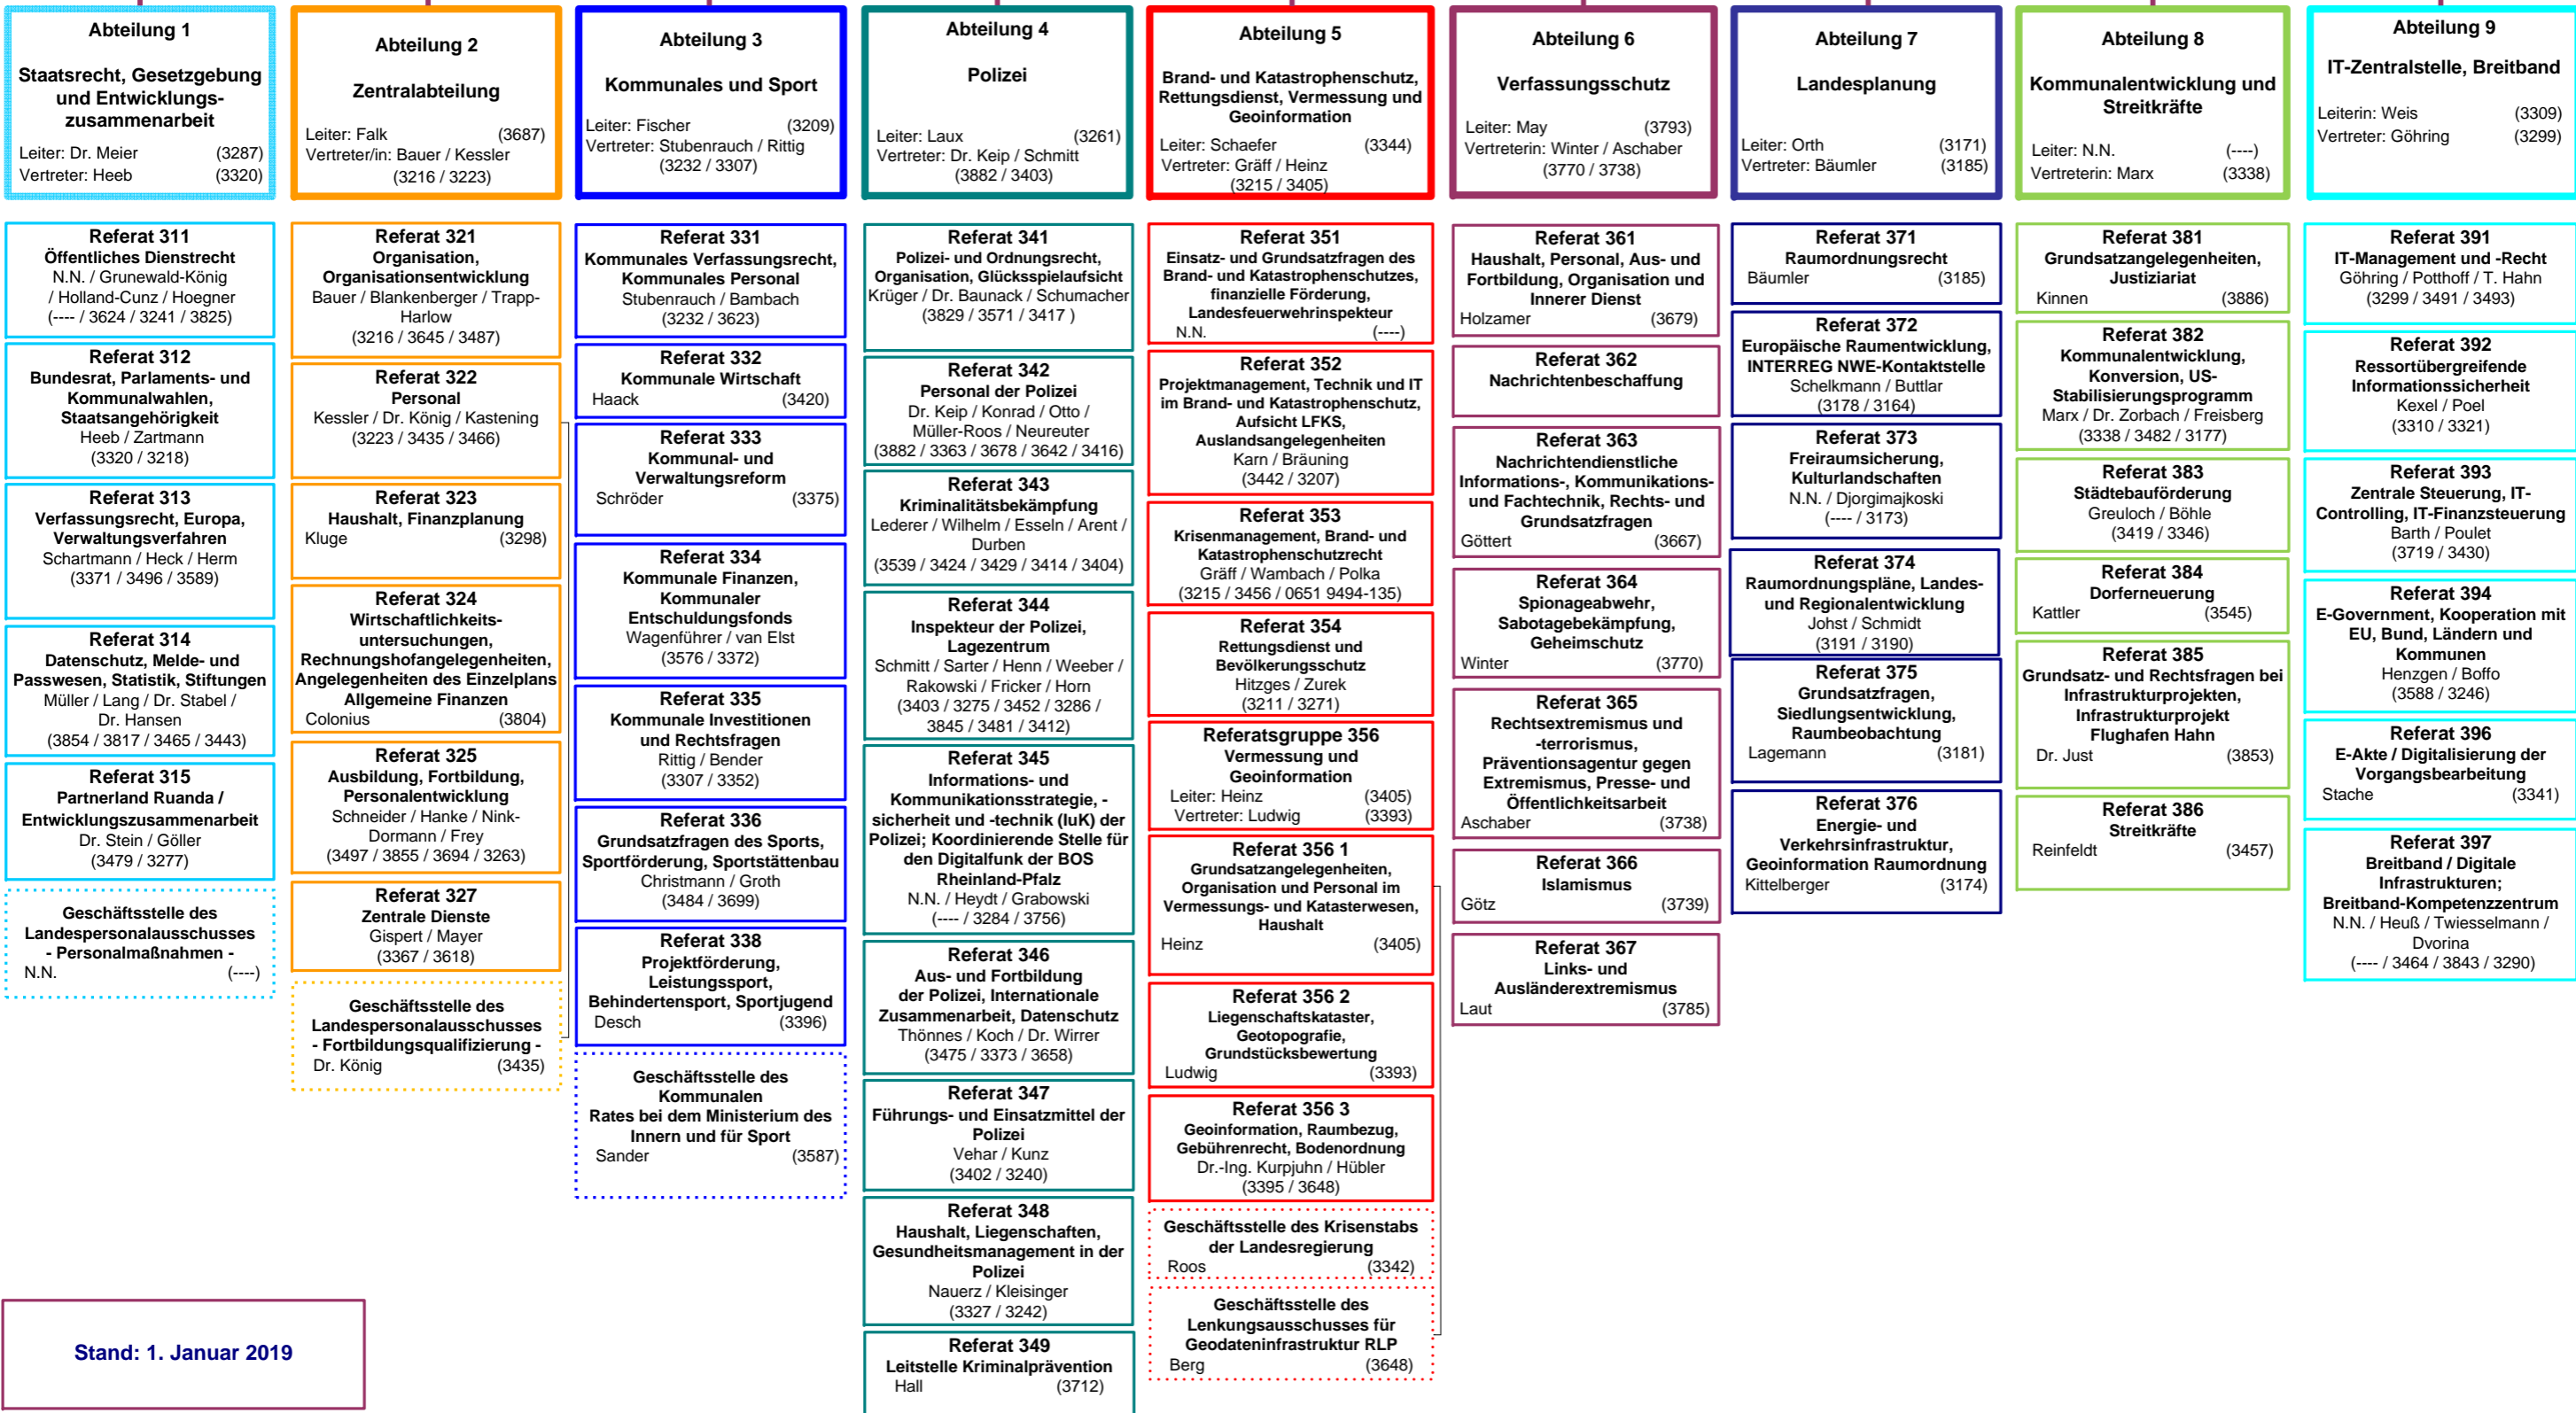 Abteilung 1
Staatsrecht, Gesetzgebung
und Entwicklungs-
zusammenarbeit
Leiter: Dr. Meier (3287)
Vertreter: Heeb (3320)
Referat 311
Öffentliches Dienstrecht
N.N. / Grunewald-König
/ Holland-Cunz / Hoegner
(---- / 3624 / 3241 / 3825)
Referat 312
Bundesrat, Parlaments- und
Kommunalwahlen,
Staatsangehörigkeit
Heeb / Zartmann
(3320 / 3218)
Referat 313
Verfassungsrecht, Europa,
Verwaltungsverfahren
Schartmann / Heck / Herm
(3371 / 3496 / 3589)
Referat 314
Datenschutz, Melde- und
Passwesen, Statistik, Stiftungen
Müller / Lang / Dr. Stabel /
Dr. Hansen
(3854 / 3817 / 3465 / 3443)
Referat 315
Partnerland Ruanda /
Entwicklungszusammenarbeit
Dr. Stein / Göller
(3479 / 3277)
Geschäftsstelle des
Landespersonalausschusses
- Personalmaßnahmen -
N.N. (----)
Abteilung 2
Zentralabteilung
Leiter: Falk (3687)
Vertreter/in: Bauer / Kessler
(3216 / 3223)
Referat 321
Organisation,
Organisationsentwicklung
Bauer / Blankenberger / Trapp-
Harlow
(3216 / 3645 / 3487)
Referat 322
Personal
Kessler / Dr. König / Kastening
(3223 / 3435 / 3466)
Referat 323
Haushalt, Finanzplanung
Kluge (3298)
Referat 324
Wirtschaftlichkeits-
untersuchungen,
Rechnungshofangelegenheiten,
Angelegenheiten des Einzelplans
Allgemeine Finanzen
Colonius (3804)
Referat 325
Ausbildung, Fortbildung,
Personalentwicklung
Schneider / Hanke / Nink-
Dormann / Frey
(3497 / 3855 / 3694 / 3263)
Referat 327
Zentrale Dienste
Gispert / Mayer
(3367 / 3618)
Geschäftsstelle des
Landespersonalausschusses
- Fortbildungsqualifizierung -
Dr. König (3435)
Abteilung 3
Kommunales und Sport
Leiter: Fischer (3209)
Vertreter: Stubenrauch / Rittig
(3232 / 3307)
Referat 331
Kommunales Verfassungsrecht,
Kommunales Personal
Stubenrauch / Bambach
(3232 / 3623)
Referat 332
Kommunale Wirtschaft
Haack (3420)
Referat 333
Kommunal- und
Verwaltungsreform
Schröder (3375)
Referat 334
Kommunale Finanzen,
Kommunaler
Entschuldungsfonds
Wagenführer / van Elst
(3576 / 3372)
Referat 335
Kommunale Investitionen
und Rechtsfragen
Rittig / Bender
(3307 / 3352)
Referat 336
Grundsatzfragen des Sports,
Sportförderung, Sportstättenbau
Christmann / Groth
(3484 / 3699)
Referat 338
Projektförderung,
Leistungssport,
Behindertensport, Sportjugend
Desch (3396)
Geschäftsstelle des
Kommunalen
Rates bei dem Ministerium des
Innern und für Sport
Sander (3587)
Abteilung 4
Polizei
Leiter: Laux (3261)
Vertreter: Dr. Keip / Schmitt
(3882 / 3403)
Referat 341
Polizei- und Ordnungsrecht,
Organisation, Glücksspielaufsicht
Krüger / Dr. Baunack / Schumacher
(3829 / 3571 / 3417 )
Referat 342
Personal der Polizei
Dr. Keip / Konrad / Otto /
Müller-Roos / Neureuter
(3882 / 3363 / 3678 / 3642 / 3416)
Referat 343
Kriminalitätsbekämpfung
Lederer / Wilhelm / Esseln / Arent /
Durben
(3539 / 3424 / 3429 / 3414 / 3404)
Referat 344
Inspekteur der Polizei,
Lagezentrum
Schmitt / Sarter / Henn / Weeber /
Rakowski / Fricker / Horn
(3403 / 3275 / 3452 / 3286 /
3845 / 3481 / 3412)
Referat 345
Informations- und
Kommunikationsstrategie, -
sicherheit und -technik (IuK) der
Polizei; Koordinierende Stelle für
den Digitalfunk der BOS
Rheinland-Pfalz
N.N. / Heydt / Grabowski
(---- / 3284 / 3756)
Referat 346
Aus- und Fortbildung
der Polizei, Internationale
Zusammenarbeit, Datenschutz
Thönnes / Koch / Dr. Wirrer
(3475 / 3373 / 3658)
Referat 347
Führungs- und Einsatzmittel der
Polizei
Vehar / Kunz
(3402 / 3240)
Referat 348
Haushalt, Liegenschaften,
Gesundheitsmanagement in der
Polizei
Nauerz / Kleisinger
(3327 / 3242)
Referat 349
Leitstelle Kriminalprävention
Hall (3712)
Abteilung 5
Brand- und Katastrophenschutz,
Rettungsdienst, Vermessung und
Geoinformation
Leiter: Schaefer (3344)
Vertreter: Gräff / Heinz
(3215 / 3405)
Referat 351
Einsatz- und Grundsatzfragen des
Brand- und Katastrophenschutzes,
finanzielle Förderung,
Landesfeuerwehrinspekteur
N.N. (----)
Referat 352
Projektmanagement, Technik und IT
im Brand- und Katastrophenschutz,
Aufsicht LFKS,
Auslandsangelegenheiten
Karn / Bräuning
(3442 / 3207)
Referat 353
Krisenmanagement, Brand- und
Katastrophenschutzrecht
Gräff / Wambach / Polka
(3215 / 3456 / 0651 9494-135)
Referat 354
Rettungsdienst und
Bevölkerungsschutz
Hitzges / Zurek
(3211 / 3271)
Referatsgruppe 356
Vermessung und
Geoinformation
Leiter: Heinz (3405)
Vertreter: Ludwig (3393)
Referat 356 1
Grundsatzangelegenheiten,
Organisation und Personal im
Vermessungs- und Katasterwesen,
Haushalt
Heinz (3405)
Referat 356 2
Liegenschaftskataster,
Geotopografie,
Grundstücksbewertung
Ludwig (3393)
Referat 356 3
Geoinformation, Raumbezug,
Gebührenrecht, Bodenordnung
Dr.-Ing. Kurpjuhn / Hübler
(3395 / 3648)
Geschäftsstelle des Krisenstabs
der Landesregierung
Roos (3342)
Geschäftsstelle des
Lenkungsausschusses für
Geodateninfrastruktur RLP
Berg (3648)
Abteilung 6
Verfassungsschutz
Leiter: May (3793)
Vertreterin: Winter / Aschaber
(3770 / 3738)
Referat 361
Haushalt, Personal, Aus- und
Fortbildung, Organisation und
Innerer Dienst
Holzamer (3679)
Referat 362
Nachrichtenbeschaffung
Referat 363
Nachrichtendienstliche
Informations-, Kommunikations-
und Fachtechnik, Rechts- und
Grundsatzfragen
Göttert (3667)
Referat 364
Spionageabwehr,
Sabotagebekämpfung,
Geheimschutz
Winter (3770)
Referat 365
Rechtsextremismus und
-terrorismus,
Präventionsagentur gegen
Extremismus, Presse- und
Öffentlichkeitsarbeit
Aschaber (3738)
Referat 366
Islamismus
Götz (3739)
Referat 367
Links- und
Ausländerextremismus
Laut (3785)
Abteilung 7
Landesplanung
Leiter: Orth (3171)
Vertreter: Bäumler (3185)
Referat 371
Raumordnungsrecht
Bäumler (3185)
Referat 372
Europäische Raumentwicklung,
INTERREG NWE-Kontaktstelle
Schelkmann / Buttlar
(3178 / 3164)
Referat 373
Freiraumsicherung,
Kulturlandschaften
N.N. / Djorgimajkoski
(---- / 3173)
Referat 374
Raumordnungspläne, Landes-
und Regionalentwicklung
Johst / Schmidt
(3191 / 3190)
Referat 375
Grundsatzfragen,
Siedlungsentwicklung,
Raumbeobachtung
Lagemann (3181)
Referat 376
Energie- und
Verkehrsinfrastruktur,
Geoinformation Raumordnung
Kittelberger (3174)
Abteilung 8
Kommunalentwicklung und
Streitkräfte
Leiter: N.N. (----)
Vertreterin: Marx (3338)
Referat 381
Grundsatzangelegenheiten,
Justiziariat
Kinnen (3886)
Referat 382
Kommunalentwicklung,
Konversion, US-
Stabilisierungsprogramm
Marx / Dr. Zorbach / Freisberg
(3338 / 3482 / 3177)
Referat 383
Städtebauförderung
Greuloch / Böhle
(3419 / 3346)
Referat 384
Dorferneuerung
Kattler (3545)
Referat 385
Grundsatz- und Rechtsfragen bei
Infrastrukturprojekten,
Infrastrukturprojekt
Flughafen Hahn
Dr. Just (3853)
Referat 386
Streitkräfte
Reinfeldt (3457)
Abteilung 9
IT-Zentralstelle, Breitband
Leiterin: Weis (3309)
Vertreter: Göhring (3299)
Referat 391
IT-Management und -Recht
Göhring / Potthoff / T. Hahn
(3299 / 3491 / 3493)
Referat 392
Ressortübergreifende
Informationssicherheit
Kexel / Poel
(3310 / 3321)
Referat 393
Zentrale Steuerung, IT-
Controlling, IT-Finanzsteuerung
Barth / Poulet
(3719 / 3430)
Referat 394
E-Government, Kooperation mit
EU, Bund, Ländern und
Kommunen
Henzgen / Boffo
(3588 / 3246)
Referat 396
E-Akte / Digitalisierung der
Vorgangsbearbeitung
Stache (3341)
Referat 397
Breitband / Digitale
Infrastrukturen;
Breitband-Kompetenzzentrum
N.N. / Heuß / Twiesselmann /
Dvorina
(---- / 3464 / 3843 / 3290)
Stand: 1. Januar 2019